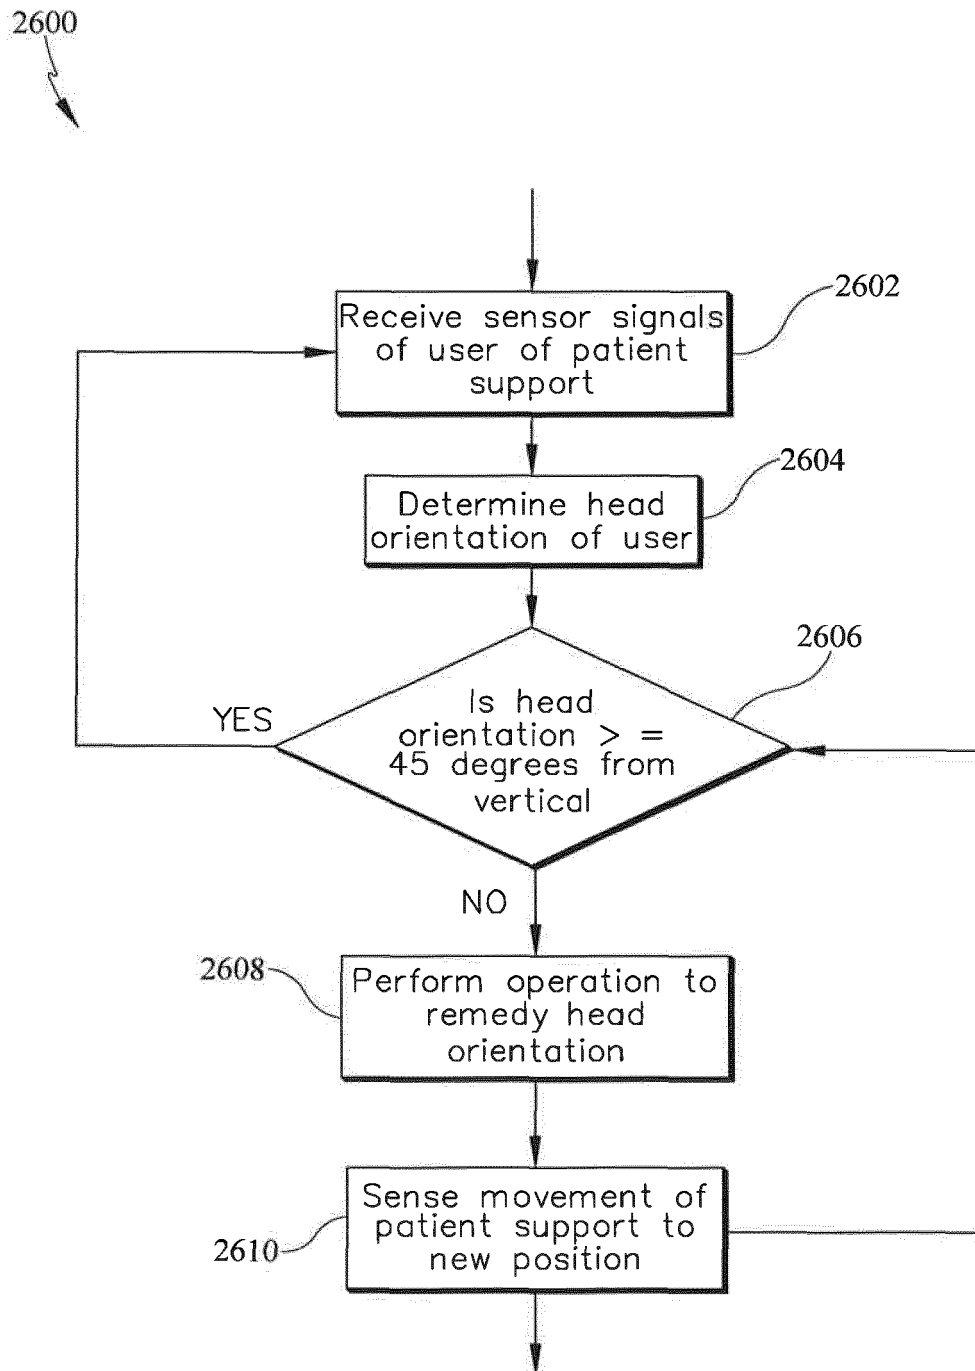 2600
2602
Receive sensor signals
of user of patient
support
2604
Determine head
orientation of user
2606
Is head
orientation > =
45 degrees from
vertical
YES
NO
2608
Perform operation to
remedy head
orientation
Sense movement of
patient support to
new position
2610